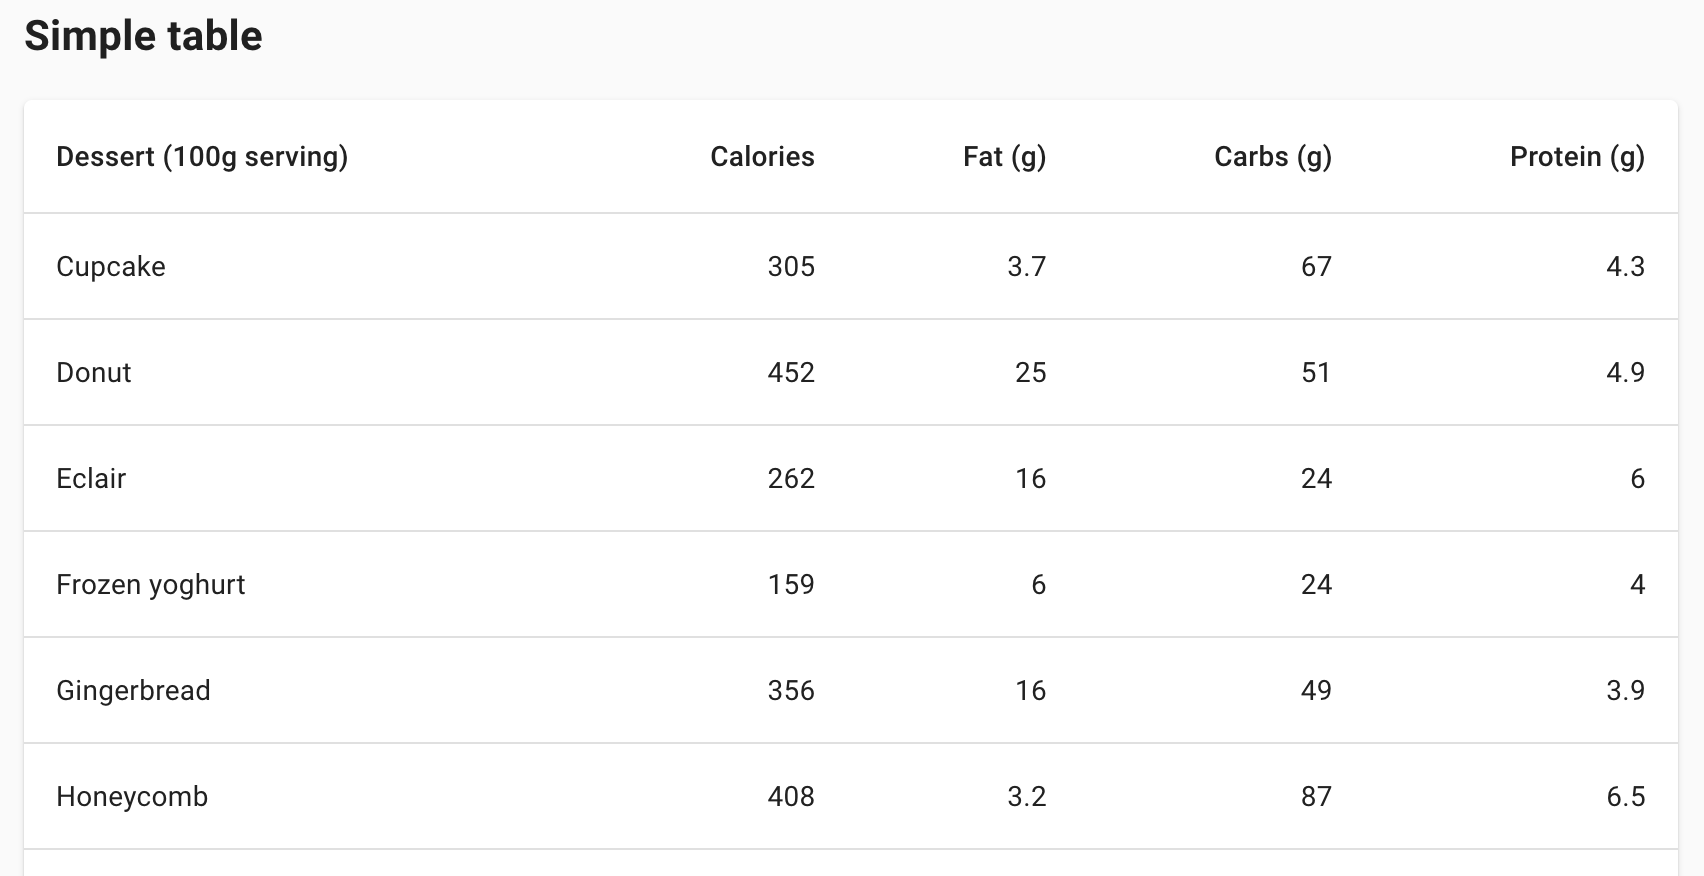 Simple table
Dessert (100g serving) Calories Fat (g) Carbs (g) Protein (g)
Cupcake 305 3.7 67 4.3
Donut 452 25 51 4.9
Eclair 262 16 24 6
Frozen yoghurt 159 6 24 4
Gingerbread 356 16 49 3.9
Honeycomb 408 3.2 87 6.5